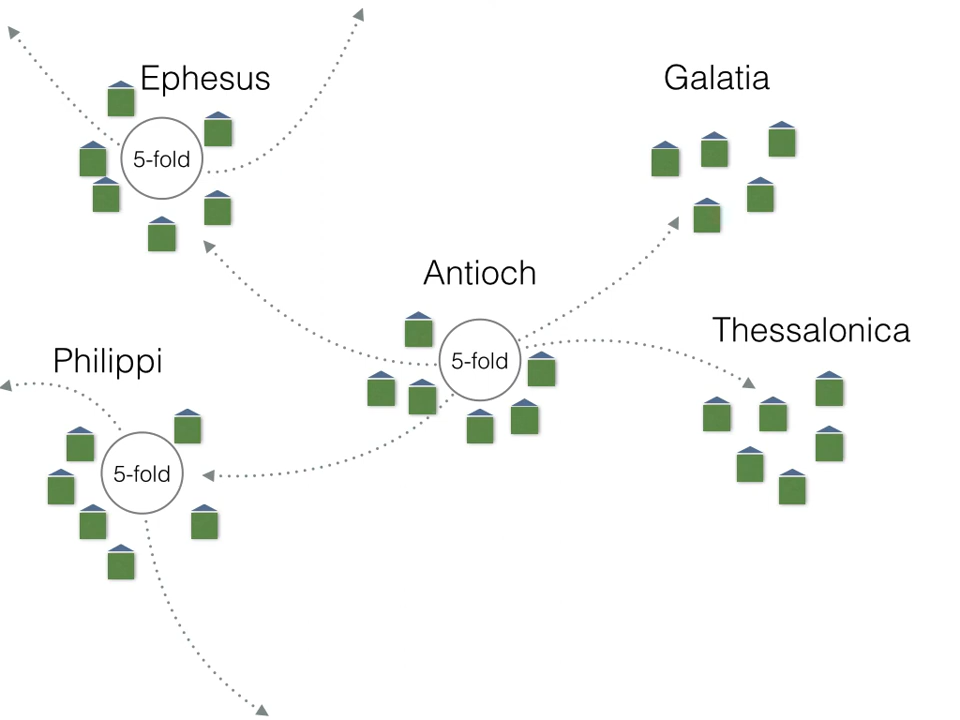 Ephesus
Galatia
5-fold
Antioch
Thessalonica
5-fold
Philippi
5-fold